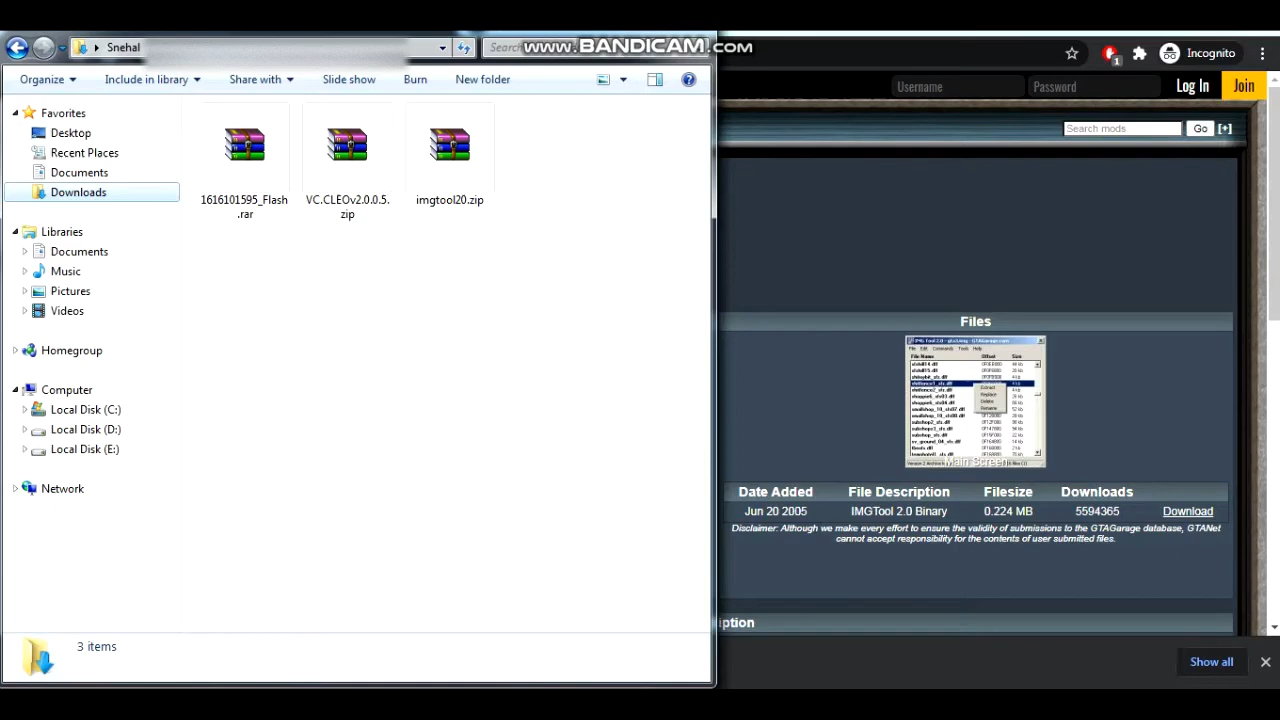 Snehal
Search
www.BANDICAM.com
1
Incognito
Organize
Include in library
Share with
Slide show
Burn
New folder
Username
Password
Log In
Join
Search mods
Go
[+]
Favorites
Desktop
Recent Places
Documents
Downloads
Libraries
Documents
Music
Pictures
Videos
Homegroup
Computer
Local Disk (C:)
Local Disk (D:)
Local Disk (E:)
Network
1616101595_Flash
.rar
VC.CLEOv2.0.0.5.
zip
imgtool20.zip
3 items
Files
Main Screen
Date Added
File Description
Filesize
Downloads
Jun 20 2005
IMGTool 2.0 Binary
0.224 MB
5594365
Download
Disclaimer: Although we make every effort to ensure the validity of submissions to the GTAGarage database, GTANet
cannot accept responsibility for the contents of user submitted files.
iption
Show all